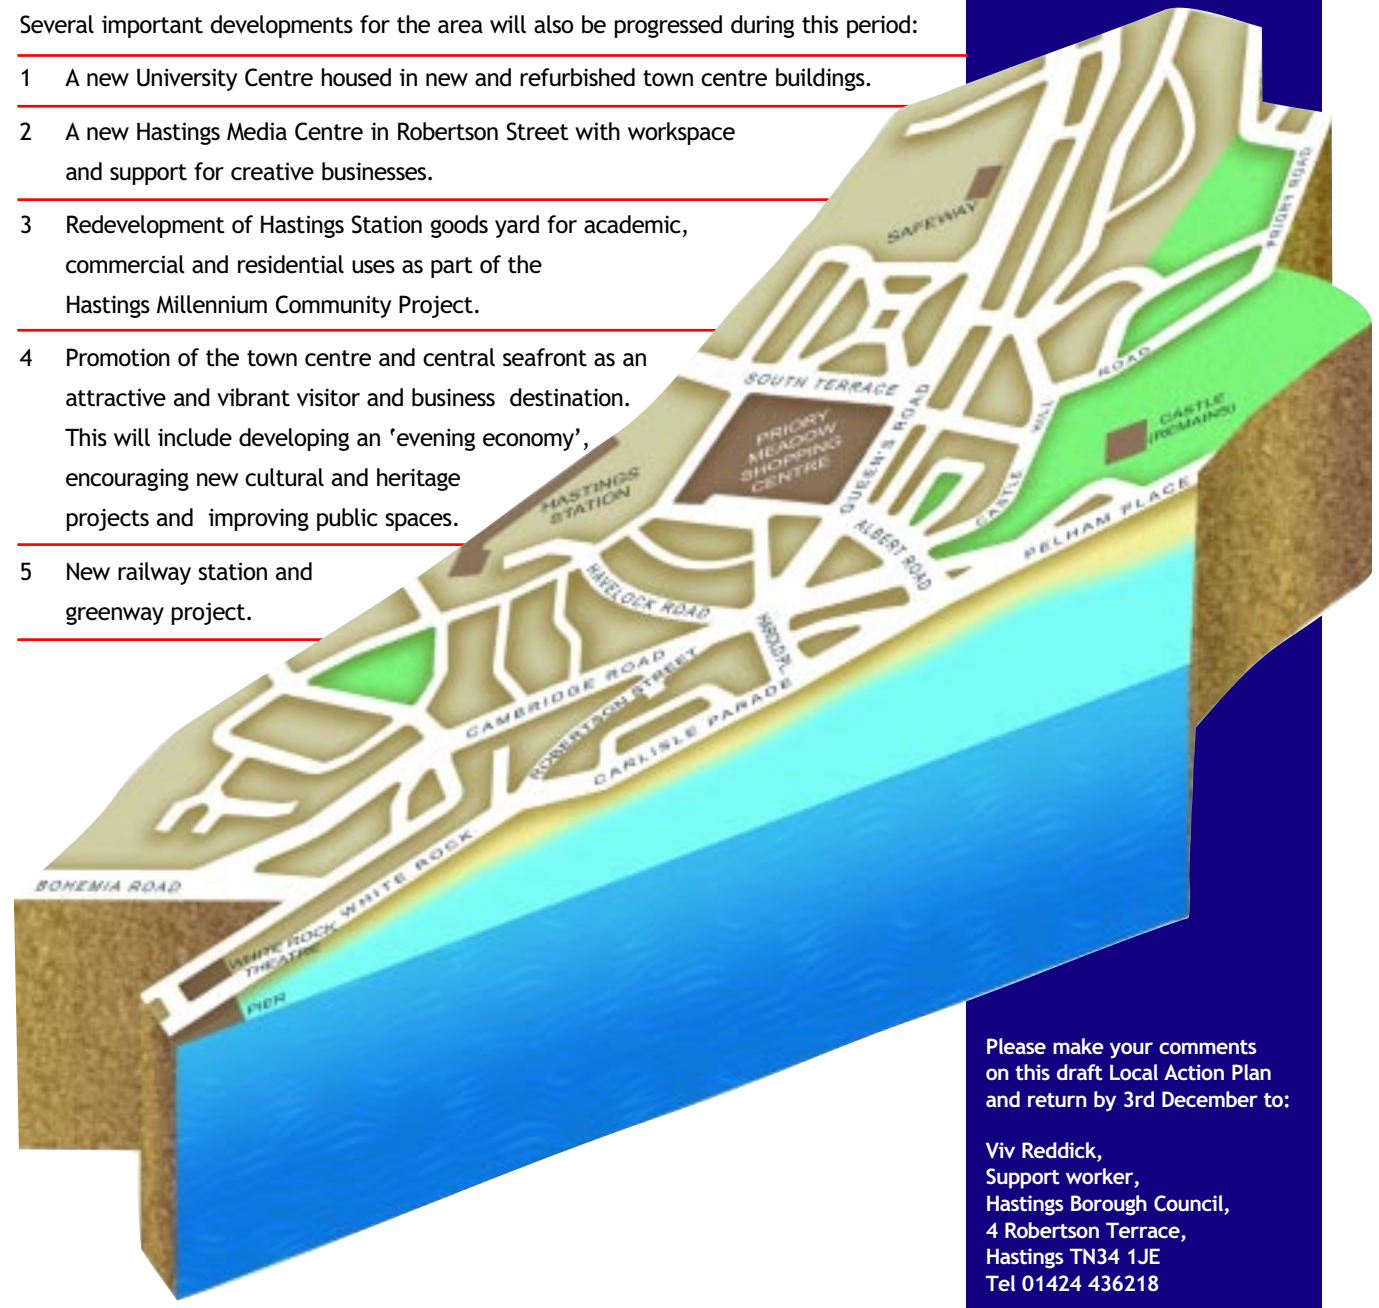 Several important developments for the area will also be progressed during this period:
1 A new University Centre housed in new and refurbished town centre buildings.
2 A new Hastings Media Centre in Robertson Street with workspace
and support for creative businesses.
3 Redevelopment of Hastings Station goods yard for academic,
commercial and residential uses as part of the
Hastings Millennium Community Project.
4 Promotion of the town centre and central seafront as an
attractive and vibrant visitor and business destination.
This will include developing an ‘evening economy’,
encouraging new cultural and heritage
projects and improving public spaces.
5 New railway station and
greenway project.
PRIORY ROAD
SAFEWAY
ROAD
SOUTH TERRACE
QUEEN'S ROAD
HILL
CASTLE
CASTLE
(REMAINS)
PRIORY
MEADOW
SHOPPING
CENTRE
HASTINGS
STATION
ALBERT ROAD
PELHAM PLACE
HAVELOCK ROAD
HAROLD PL.
CAMBRIDGE ROAD
ROBERTSON STREET
CARLISLE PARADE
WHITE ROCK
BOHEMIA ROAD
WHITE ROCK
THEATRE
PIER
Please make your comments
on this draft Local Action Plan
and return by 3rd December to:
Viv Reddick,
Support worker,
Hastings Borough Council,
4 Robertson Terrace,
Hastings TN34 1JE
Tel 01424 436218